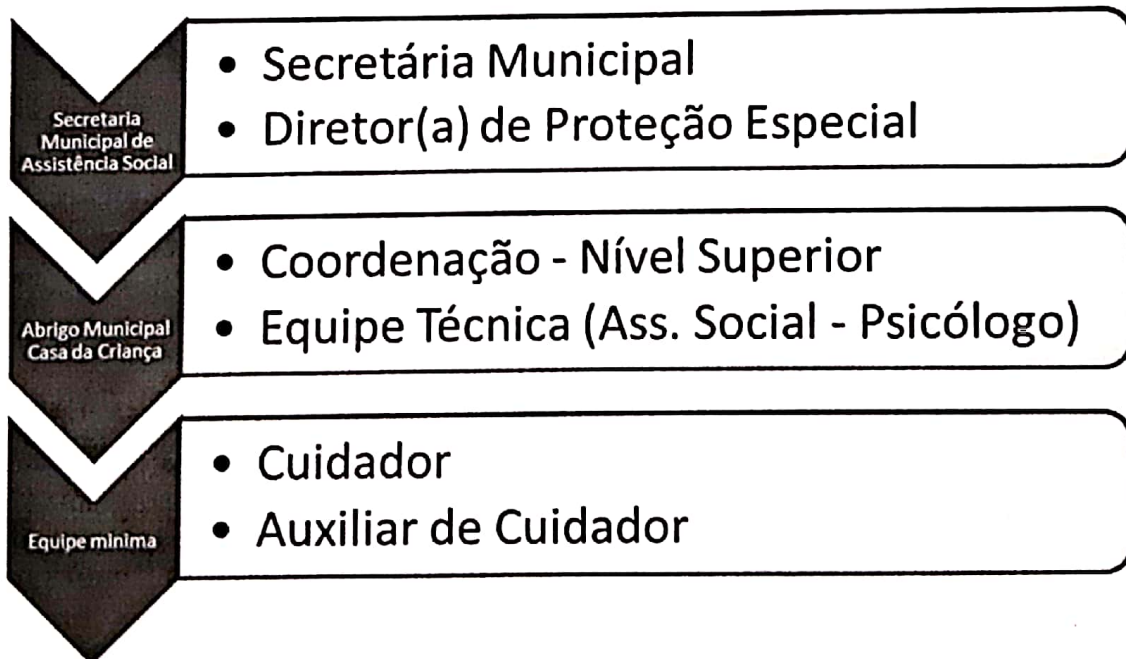 Secretaria
Municipal de
Assistência Social
• Secretária Municipal
• Diretor(a) de Proteção Especial
Abrigo Municipal
Casa da Criança
• Coordenação - Nível Superior
• Equipe Técnica (Ass. Social - Psicólogo)
Equipe mínima
• Cuidador
• Auxiliar de Cuidador